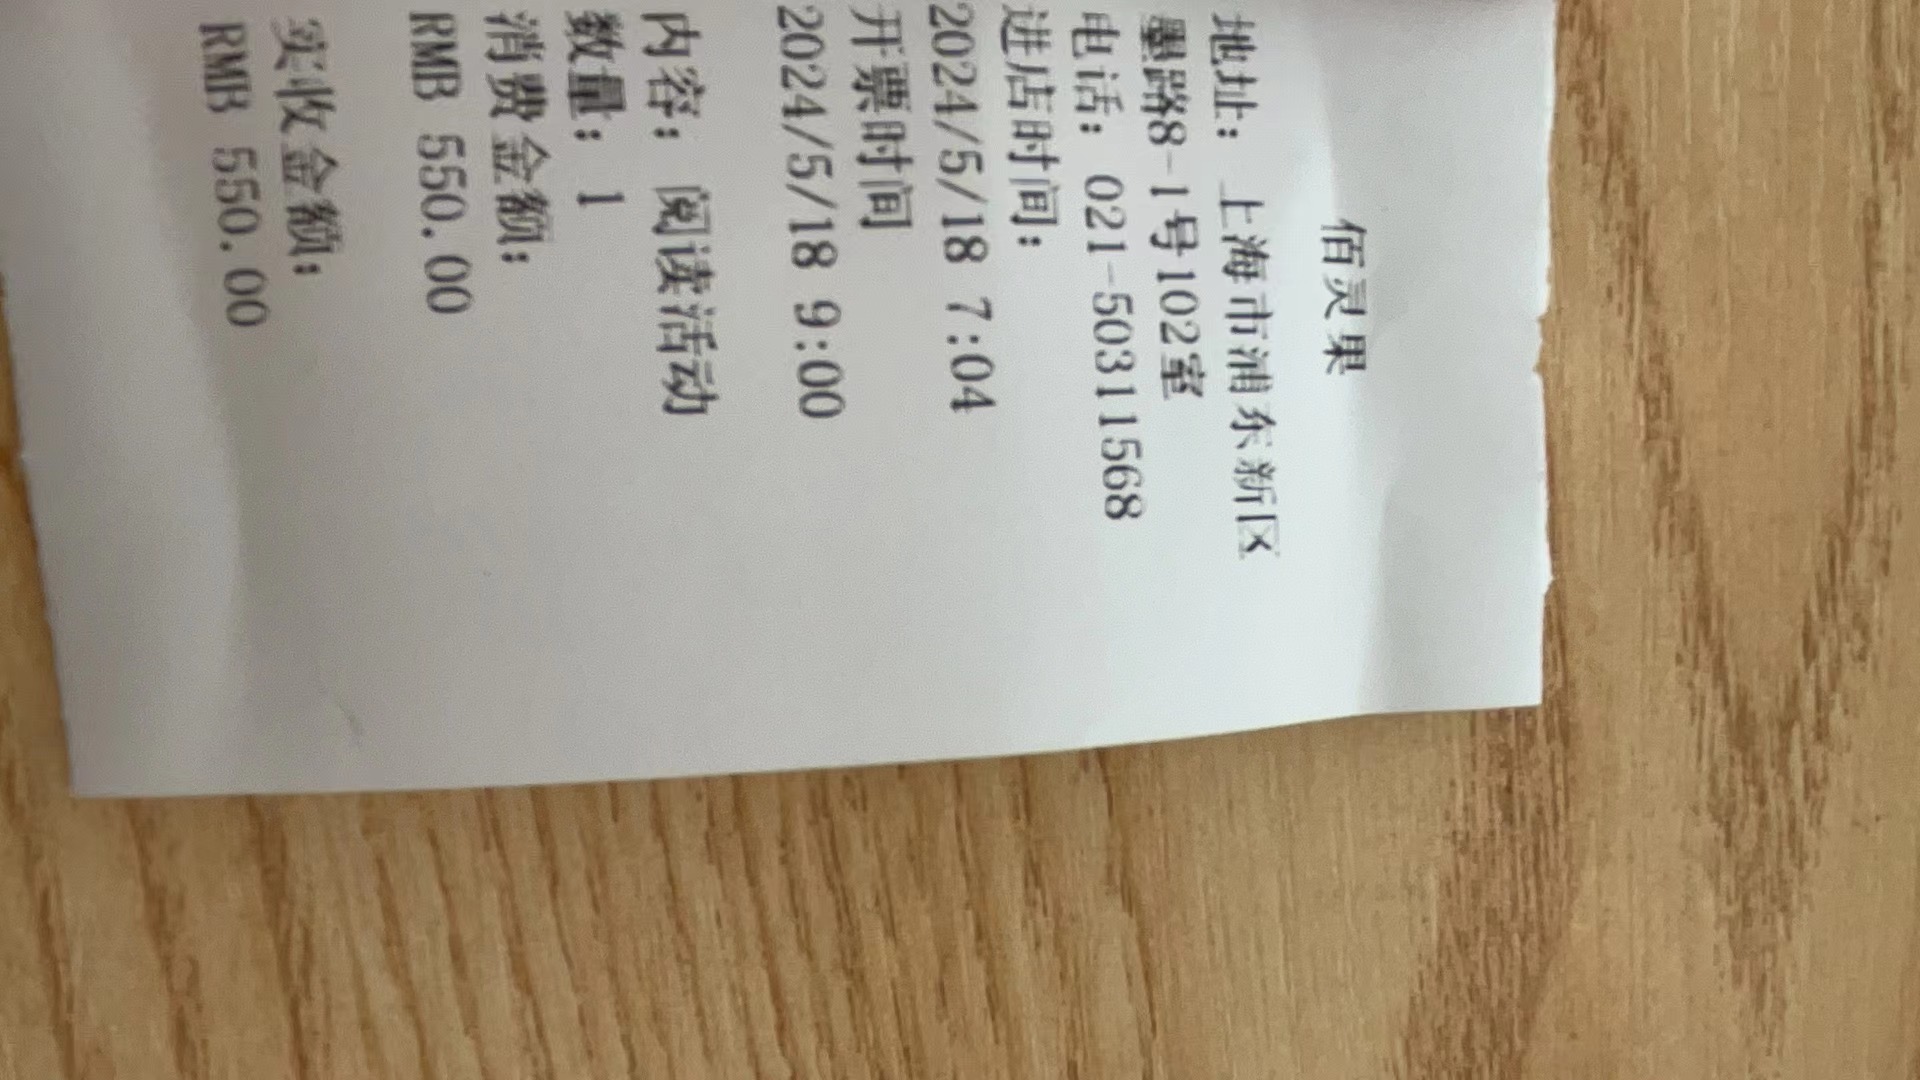 佰灵果
地址： 上海市浦东新区
墨路8-1号102室
电话： 021-50311568
进店时间：
2024/5/18 7:04
开票时间
2024/5/18 9:00
内容： 阅读活动
数量： 1
消费金额：
RMB 550.00
实收金额：
RMB 550.00